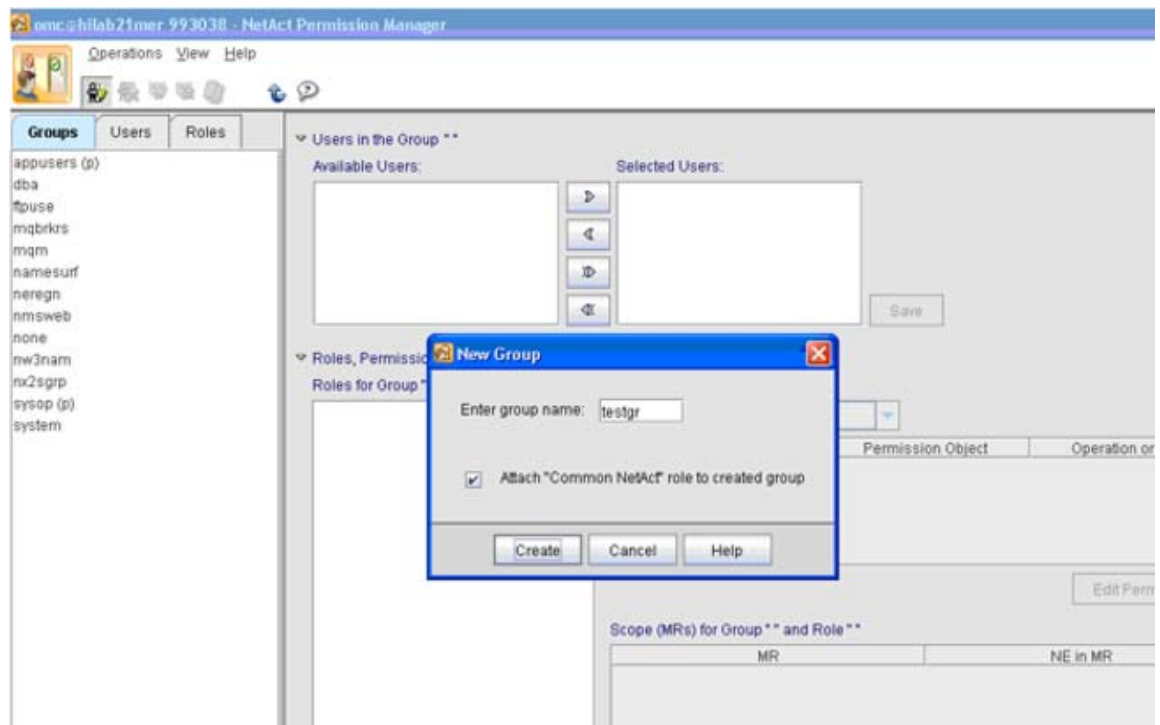 omc@hilab21mer 993038 - NetAct Permission Manager
Operations View Help
Groups Users Roles
appusers (p)
dba
ftpuse
mqbrkrs
mqm
namesurf
neregn
nmsweb
none
nw3nam
nx2sgrp
sysop (p)
system
Users in the Group " "
Available Users:
Selected Users:
Save
Roles, Permissio
Roles for Group "
Permission Object
Operation or
Edit Perm
Scope (MRs) for Group " " and Role " "
MR
NE in MR
New Group
Enter group name: testgr
Attach "Common NetAct" role to created group
Create Cancel Help